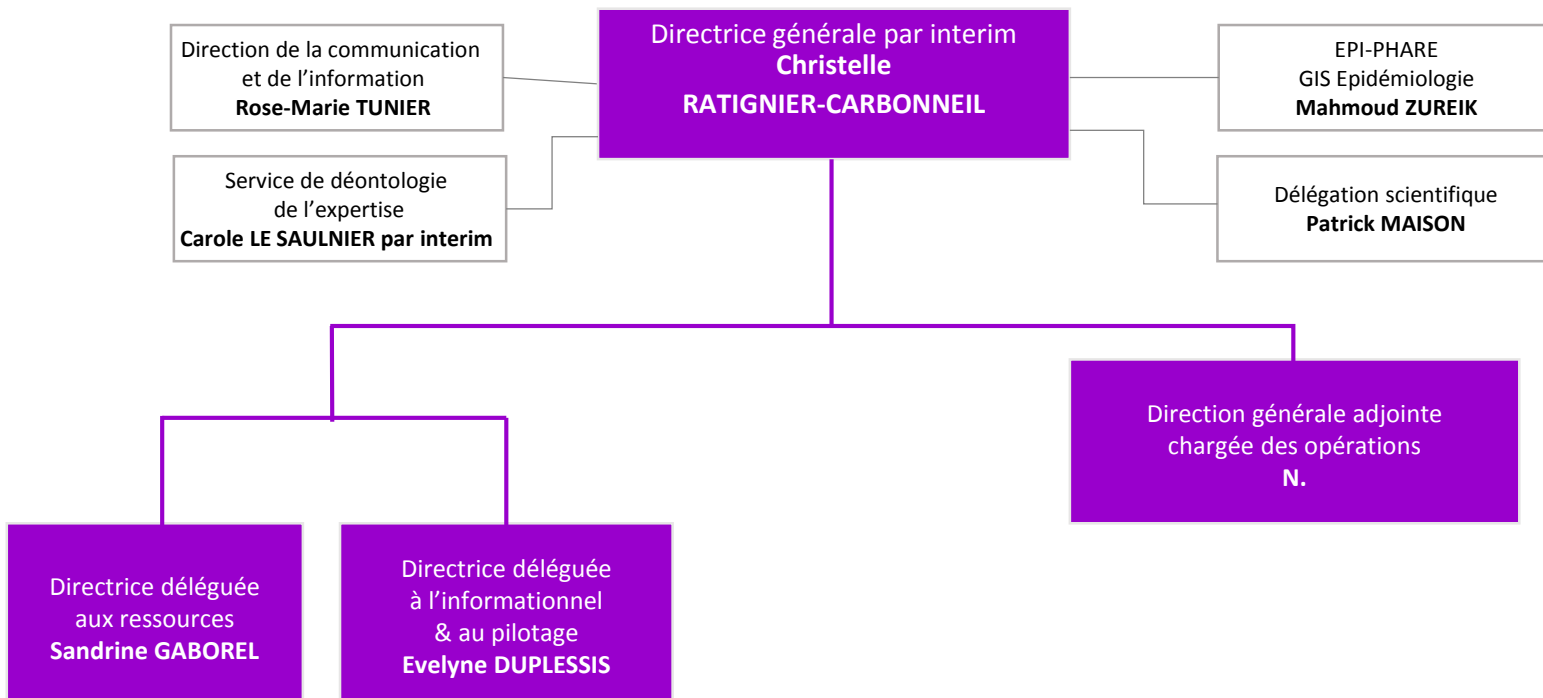 Directrice générale par interim
Christelle
RATIGNIER-CARBONNEIL
Direction de la communication
et de l’information
Rose-Marie TUNIER
EPI-PHARE
GIS Epidémiologie
Mahmoud ZUREIK
Service de déontologie
de l’expertise
Carole LE SAULNIER par interim
Délégation scientifique
Patrick MAISON
Direction générale adjointe
chargée des opérations
N.
Directrice déléguée
aux ressources
Sandrine GABOREL
Directrice déléguée
à l’informationnel
& au pilotage
Evelyne DUPLESSIS